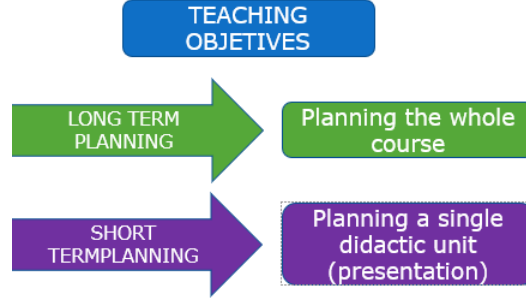 TEACHING
OBJETIVES
LONG TERM
PLANNING
Planning the whole
course
SHORT
TERMPLANNING
Planning a single
didactic unit
(presentation)